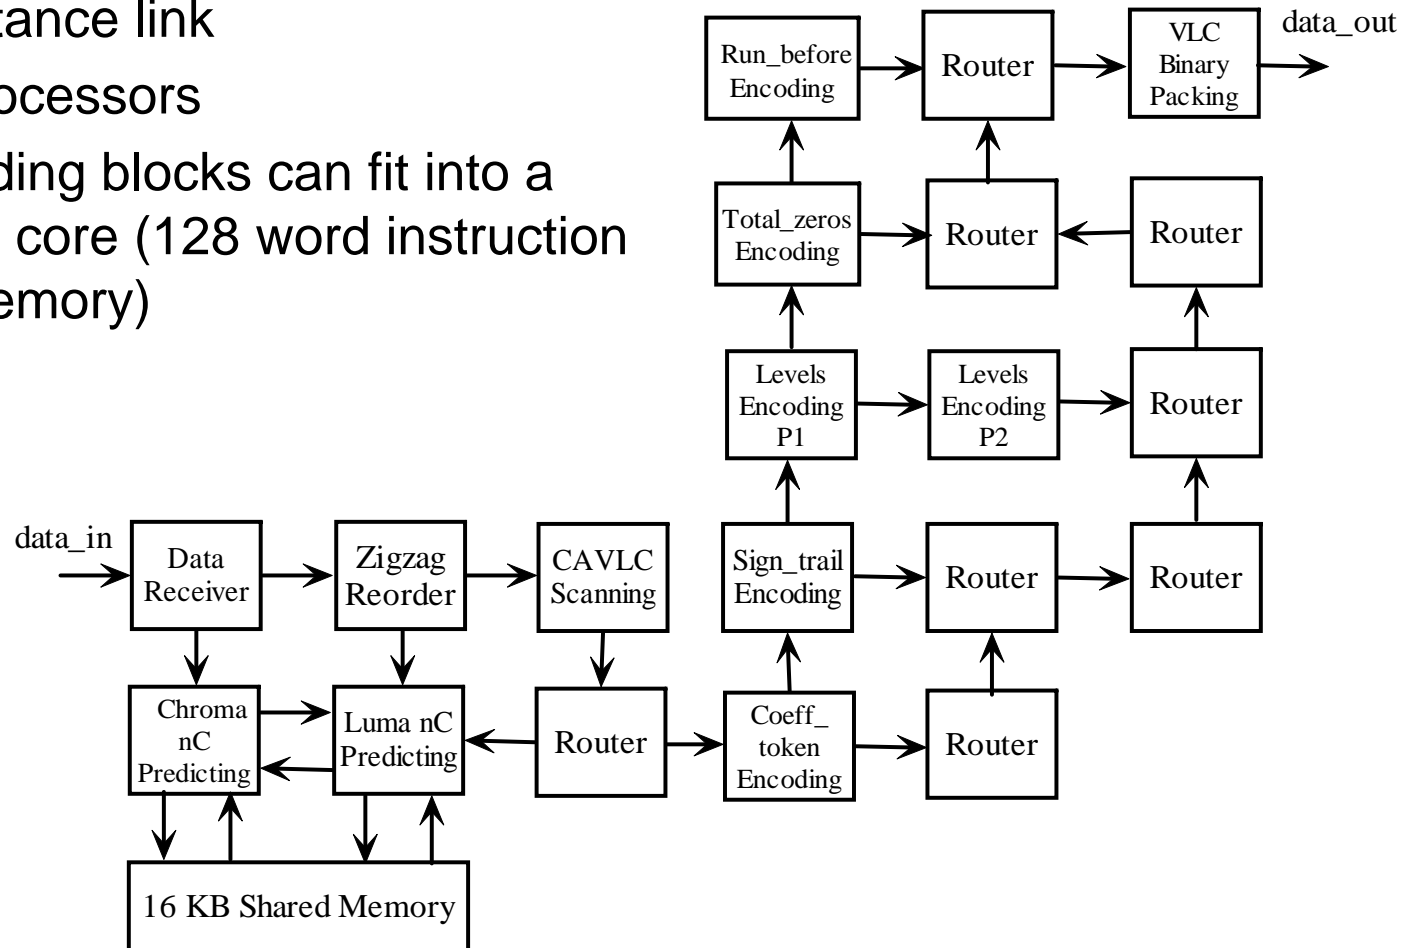 tance link
ocessors
ding blocks can fit into a
core (128 word instruction
emory)
Run_before
Encoding
Router
VLC
Binary
Packing
data_out
Total_zeros
Encoding
Router
Router
Levels
Encoding
P1
Levels
Encoding
P2
Router
data_in
Data
Receiver
Zigzag
Reorder
CAVLC
Scanning
Sign_trail
Encoding
Router
Router
Chroma
nC
Predicting
Luma nC
Predicting
Router
Coeff_
token
Encoding
Router
16 KB Shared Memory